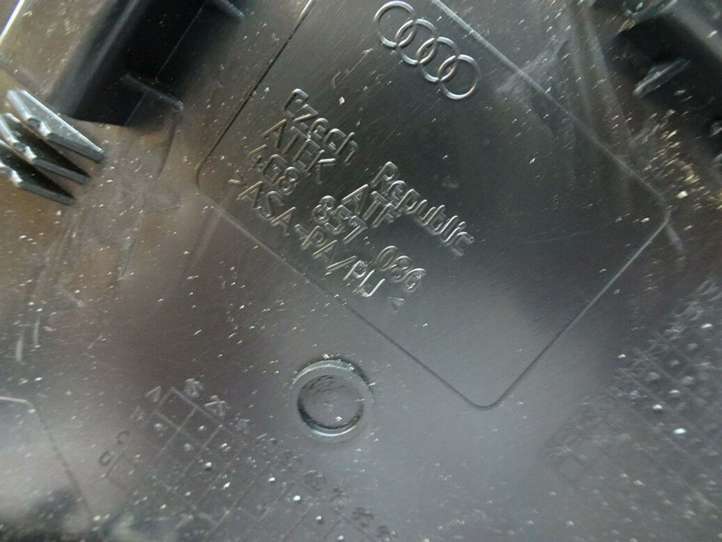 Czech Republic
ATEK ATF
4G8 857 086
>ASA-PA/PU<